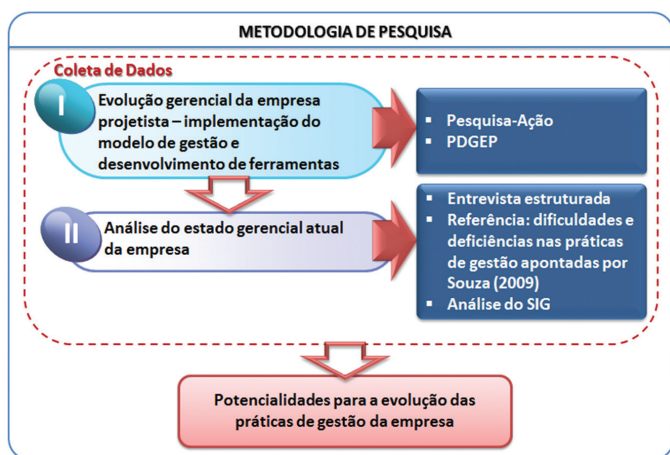 METODOLOGIA DE PESQUISA
Coleta de Dados
I
Evolução gerencial da empresa
projetista – implementação do
modelo de gestão e
desenvolvimento de ferramentas
▪ Pesquisa-Ação
▪ PDGEP
II
Análise do estado gerencial atual
da empresa
▪ Entrevista estruturada
▪ Referência: dificuldades e
deficiências nas práticas
de gestão apontadas por
Souza (2009)
▪ Análise do SIG
Potencialidades para a evolução das
práticas de gestão da empresa